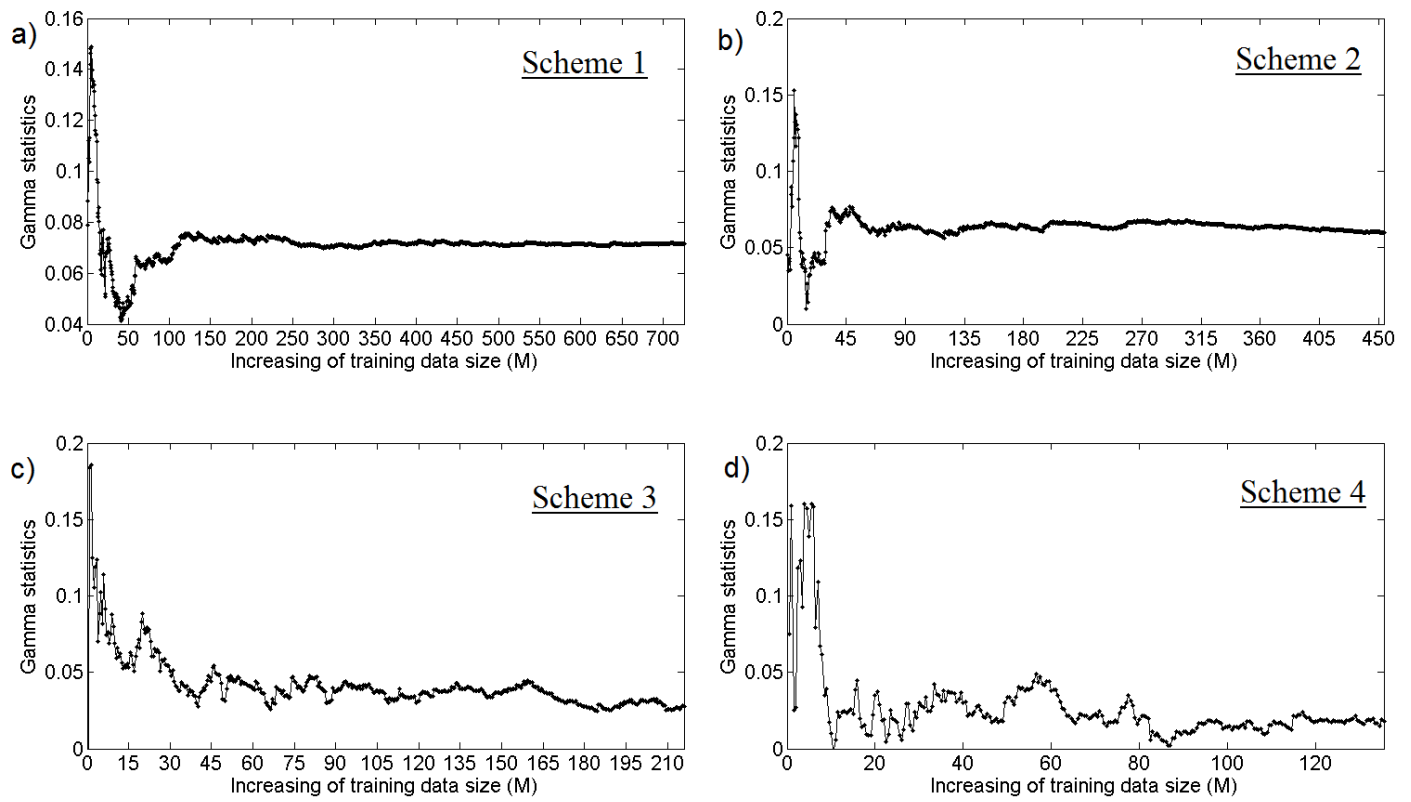 a)
Scheme 1
Gamma statistics
0.16
0.14
0.12
0.1
0.08
0.06
0.04
0 50 100 150 200 250 300 350 400 450 500 550 600 650 700
Increasing of training data size (M)
b)
Scheme 2
Gamma statistics
0.2
0.15
0.1
0.05
0
0 45 90 135 180 225 270 315 360 405 450
Increasing of training data size (M)
c)
Scheme 3
Gamma statistics
0.2
0.15
0.1
0.05
0
0 15 30 45 60 75 90 105 120 135 150 165 180 195 210
Increasing of training data size (M)
d)
Scheme 4
Gamma statistics
0.2
0.15
0.1
0.05
0
0 20 40 60 80 100 120
Increasing of training data size (M)